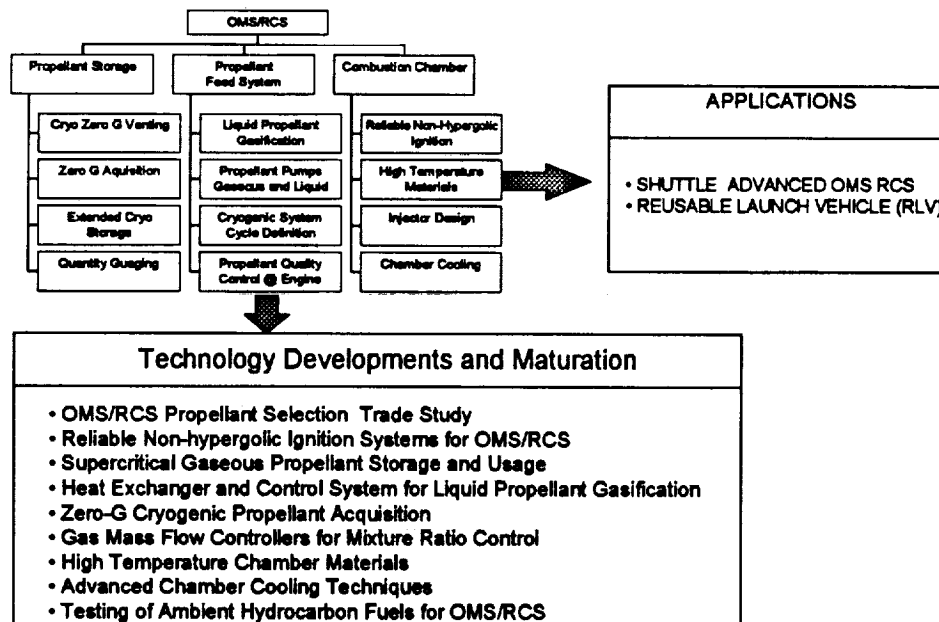 OMS/RCS
Propellant Storage
Propellant
Feed System
Combustion Chamber
Cryo Zero G Venting
Zero G Aquisition
Extended Cryo
Storage
Quantity Guaging
Liquid Propellant
Gasification
Propellant Pumps
Gaseous and Liquid
Cryogenic System
Cycle Definition
Propellant Quality
Control @ Engine
Reliable Non-Hypergolic
Ignition
High Temperature
Materials
Injector Design
Chamber Cooling
APPLICATIONS
• SHUTTLE ADVANCED OMS RCS
• REUSABLE LAUNCH VEHICLE (RLV)
Technology Developments and Maturation
• OMS/RCS Propellant Selection Trade Study
• Reliable Non-hypergolic Ignition Systems for OMS/RCS
• Supercritical Gaseous Propellant Storage and Usage
• Heat Exchanger and Control System for Liquid Propellant Gasification
• Zero-G Cryogenic Propellant Acquisition
• Gas Mass Flow Controllers for Mixture Ratio Control
• High Temperature Chamber Materials
• Advanced Chamber Cooling Techniques
• Testing of Ambient Hydrocarbon Fuels for OMS/RCS